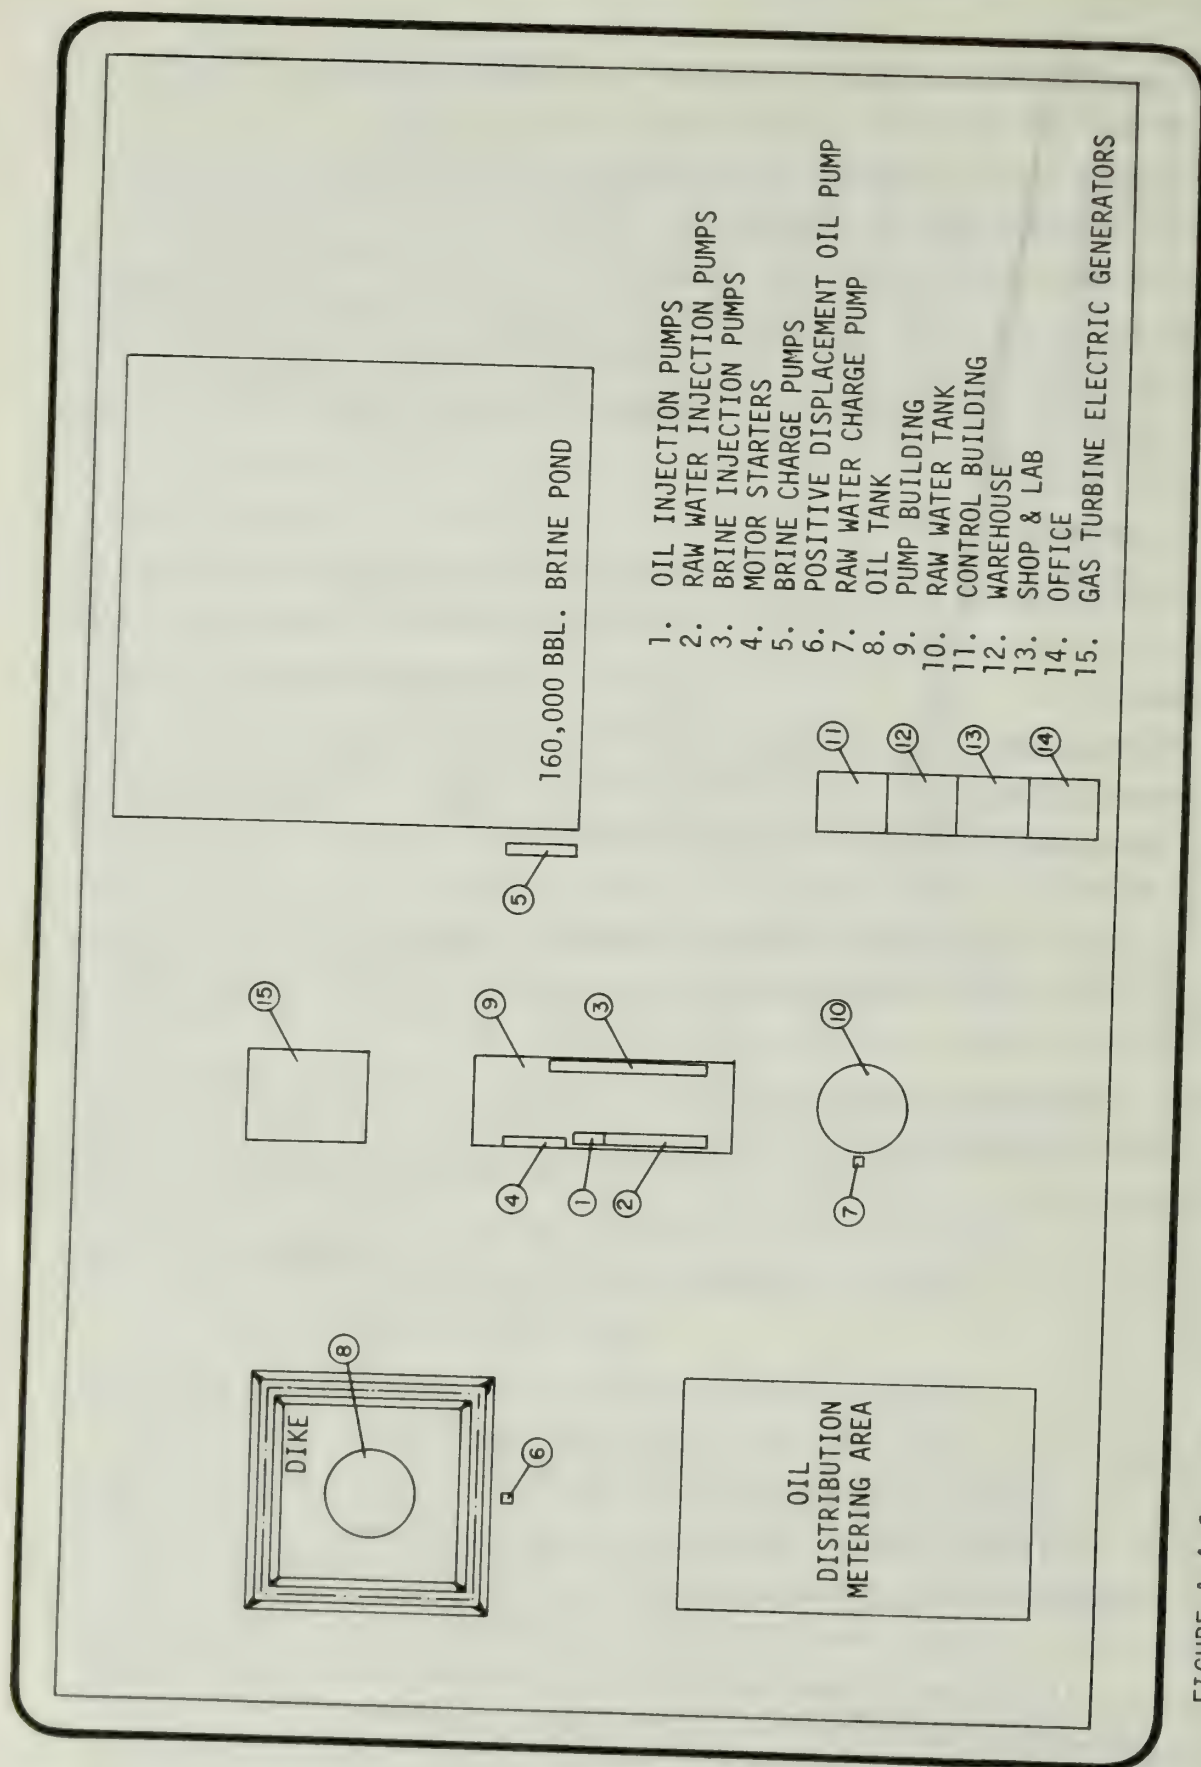 160,000 BBL. BRINE POND
DIKE
OIL
DISTRIBUTION
METERING AREA
15
5
9
3
4
1
2
10
7
8
6
11
12
13
14
1. OIL INJECTION PUMPS
2. RAW WATER INJECTION PUMPS
3. BRINE INJECTION PUMPS
4. MOTOR STARTERS
5. BRINE CHARGE PUMPS
6. POSITIVE DISPLACEMENT OIL PUMP
7. RAW WATER CHARGE PUMP
8. OIL TANK
9. PUMP BUILDING
10. RAW WATER TANK
11. CONTROL BUILDING
12. WAREHOUSE
13. SHOP & LAB
14. OFFICE
15. GAS TURBINE ELECTRIC GENERATORS